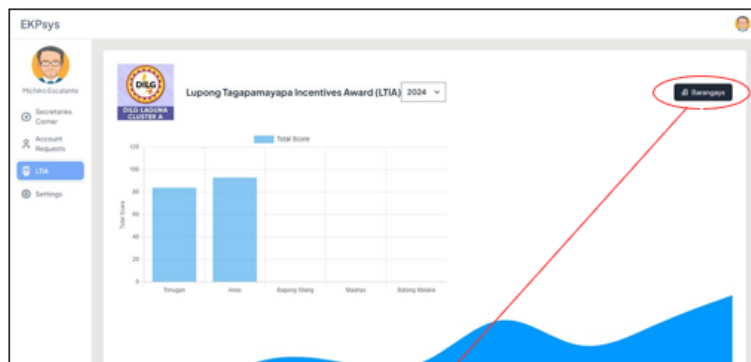 EKPsys
Michiko Escalante
Secretaries
Corner
Account
Requests
LTIA
Settings
DILG
DILG LAGUNA
CLUSTER A
Lupong Tagapamayapa Incentives Award (LTIA)
2024
Barangays
Total Score
120
100
80
60
40
20
0
Total Score
Timugan
Anos
Bagong Silang
Maahas
Batong Malake